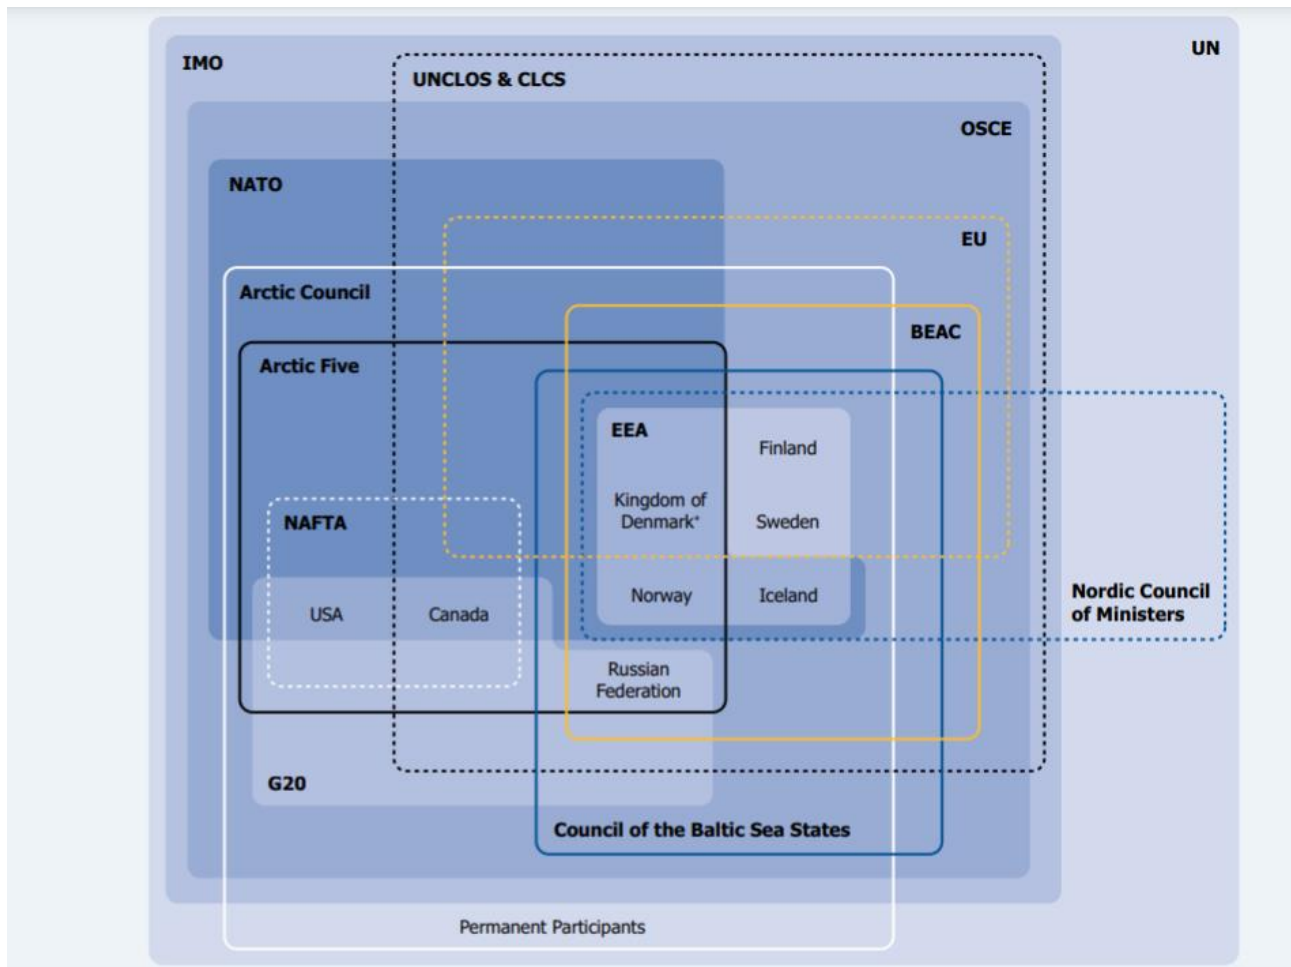 UN
IMO
UNCLOS & CLCS
OSCE
NATO
EU
Arctic Council
BEAC
Arctic Five
EEA
Finland
Kingdom of
Denmark⁺
Sweden
NAFTA
Norway
Iceland
Nordic Council
of Ministers
USA
Canada
Russian
Federation
G20
Council of the Baltic Sea States
Permanent Participants